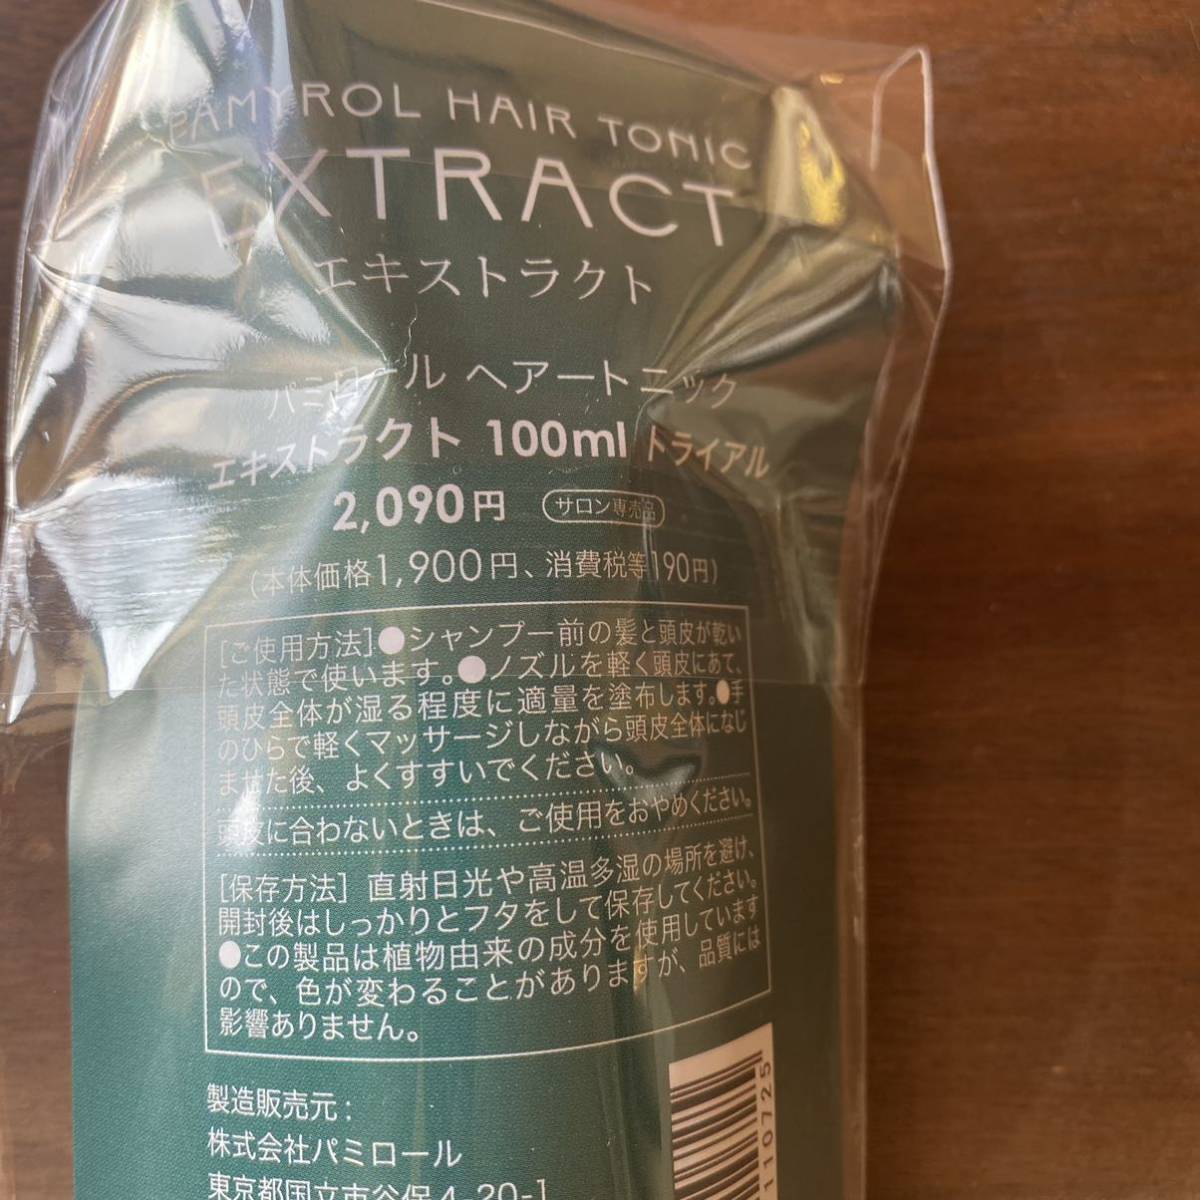 PAMYROL HAIR TONIC
EXTRACT
エキストラクト
パミロール ヘアートニック
エキストラクト 100ml トライアル
2,090円 サロン専売品
(本体価格1,900円、消費税等190円)
[ご使用方法]●シャンプー前の髪と頭皮が乾い
た状態で使います。●ノズルを軽く頭皮にあて、
頭皮全体が湿る程度に適量を塗布します。●手
のひらで軽くマッサージしながら頭皮全体になじ
ませた後、よくすすいでください。
頭皮に合わないときは、ご使用をおやめください。
[保存方法] 直射日光や高温多湿の場所を避け、
開封後はしっかりとフタをして保存してください。
●この製品は植物由来の成分を使用しています
ので、色が変わることがありますが、品質には
影響ありません。
製造販売元:
株式会社パミロール
東京都国立市谷保4-20-1
110725